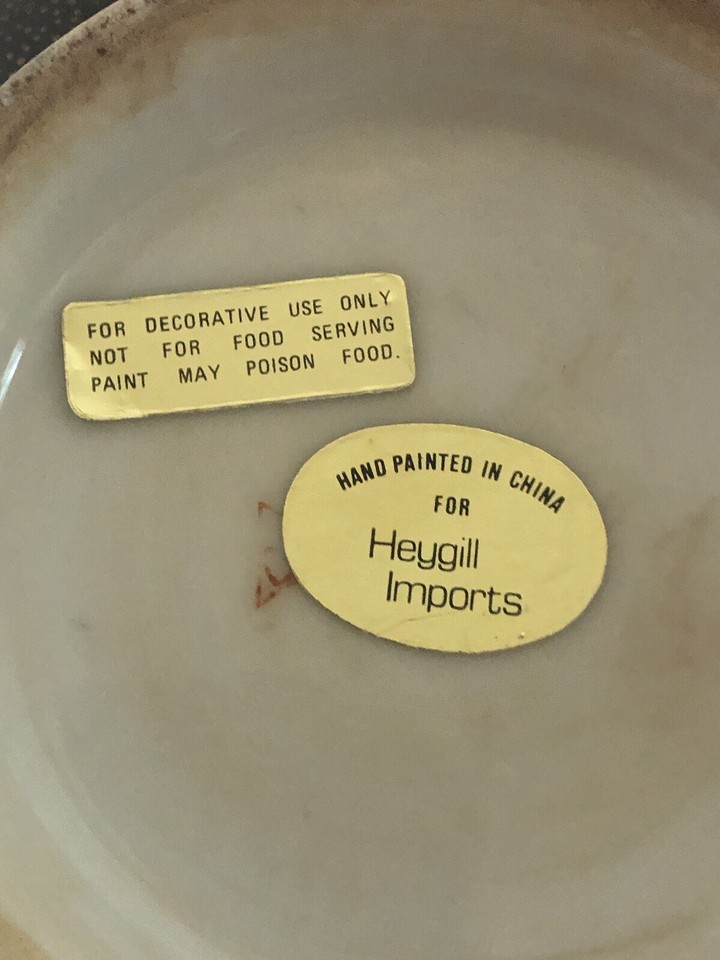 FOR DECORATIVE USE ONLY
NOT FOR FOOD SERVING
PAINT MAY POISON FOOD.
HAND PAINTED IN CHINA
FOR
Heygill
Imports